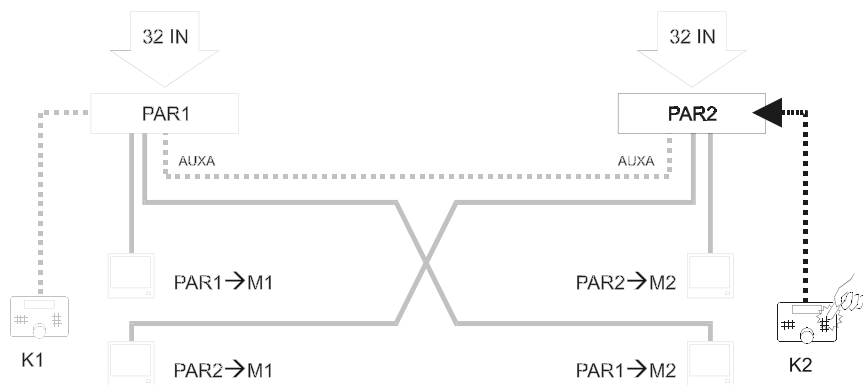 32 IN 32 IN
PAR1 PAR2
AUXA AUXA
PAR1→M1 PAR2→M2
K1 K2
PAR2→M1 PAR1→M2